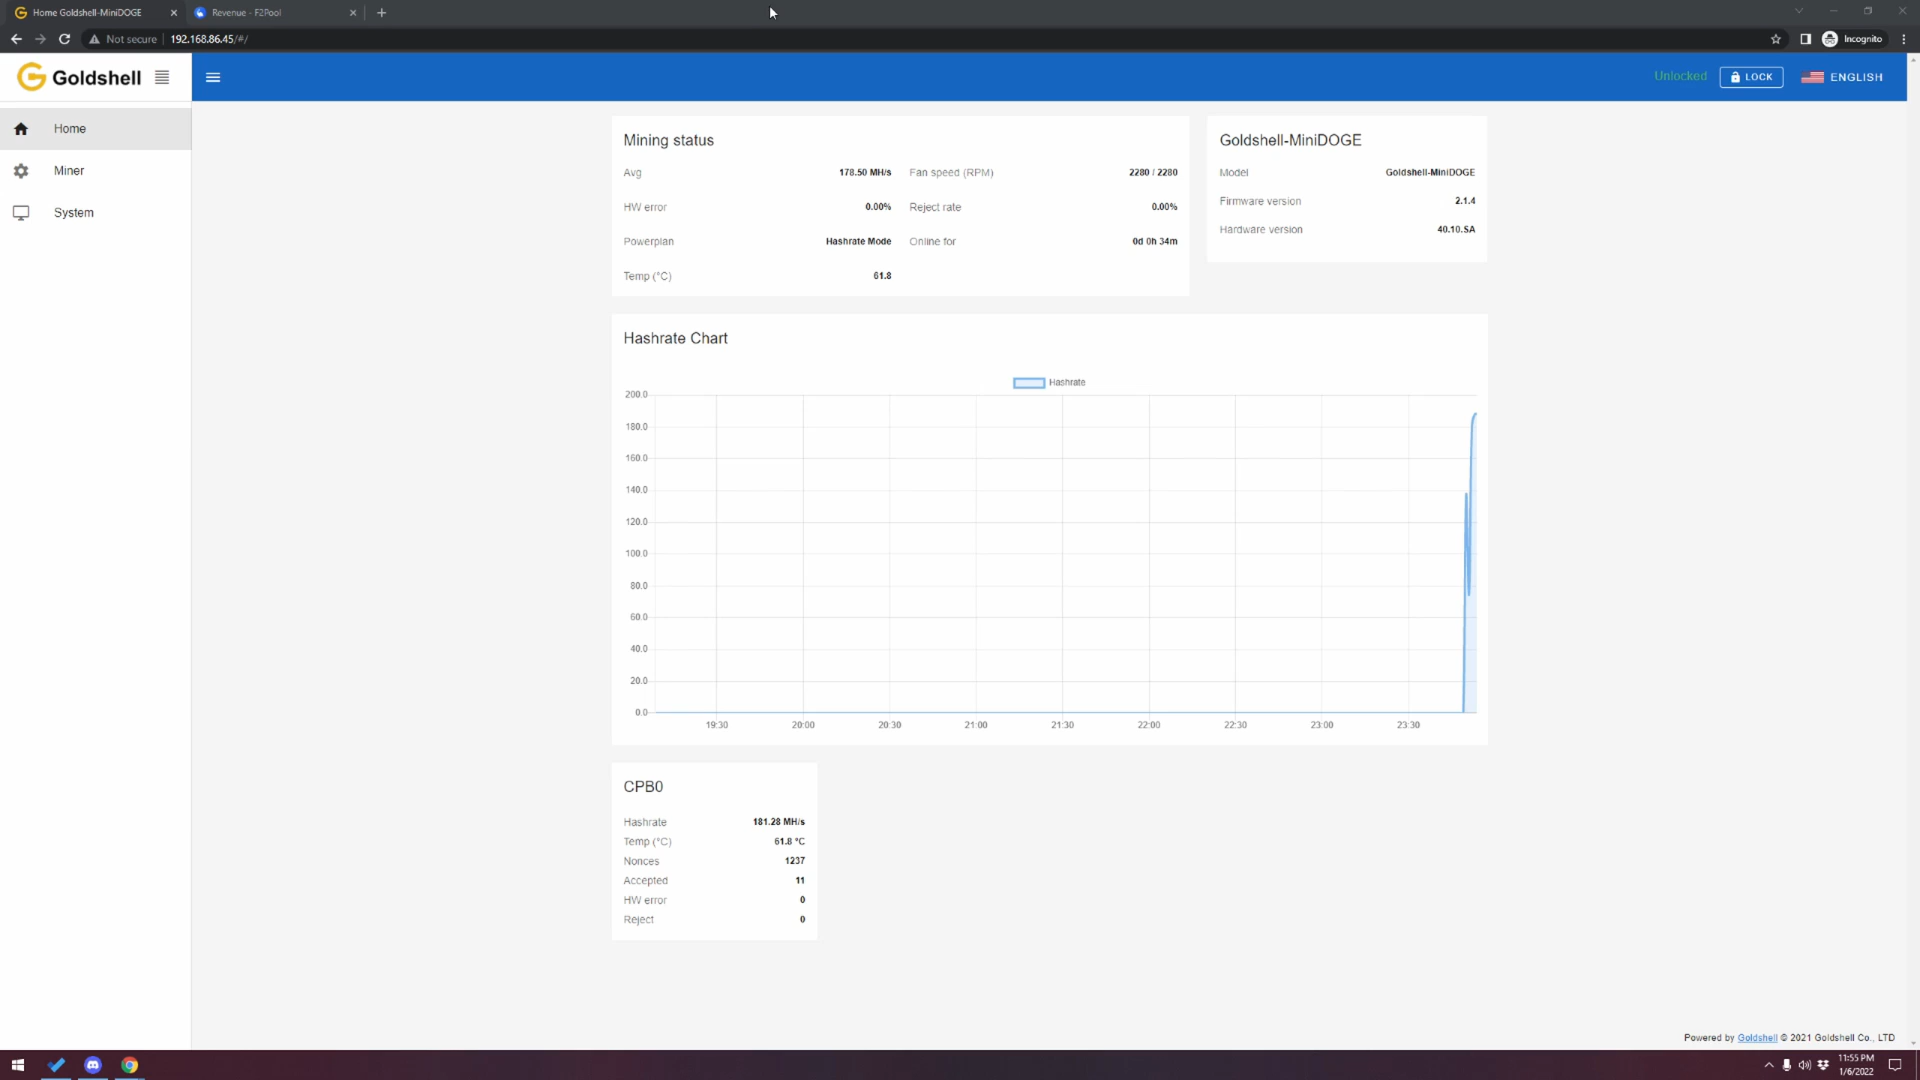 Home Goldshell-MiniDOGE
Revenue - F2Pool
Not secure
192.168.86.45/#/
Incognito
Goldshell
Unlocked
LOCK
ENGLISH
Home
Miner
System
Mining status
Avg 178.50 MH/s Fan speed (RPM) 2280 / 2280
HW error 0.00% Reject rate 0.00%
Powerplan Hashrate Mode Online for 0d 0h 34m
Temp (°C) 61.8
Goldshell-MiniDOGE
Model Goldshell-MiniDOGE
Firmware version 2.1.4
Hardware version 40.10.SA
Hashrate Chart
Hashrate
200.0
180.0
160.0
140.0
120.0
100.0
80.0
60.0
40.0
20.0
0.0
19:30 20:00 20:30 21:00 21:30 22:00 22:30 23:00 23:30
CPB0
Hashrate 181.28 MH/s
Temp (°C) 61.8 °C
Nonces 1237
Accepted 11
HW error 0
Reject 0
Powered by Goldshell © 2021 Goldshell Co., LTD
11:55 PM
1/6/2022